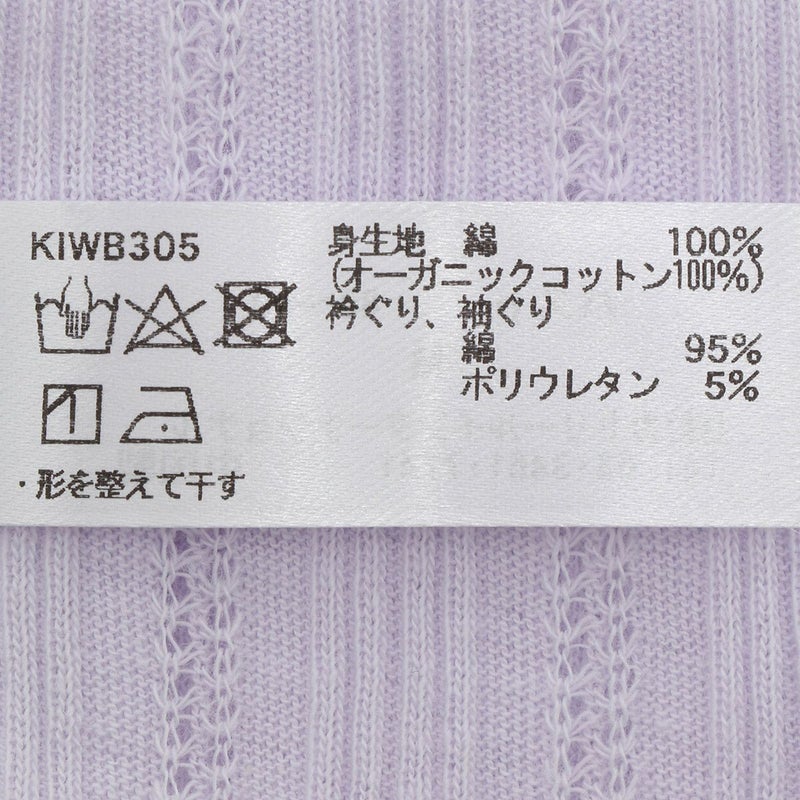 KIWB305
身生地 綿 100%
(オーガニックコットン100%)
衿ぐり、袖ぐり
綿 95%
ポリウレタン 5%
・形を整えて干す